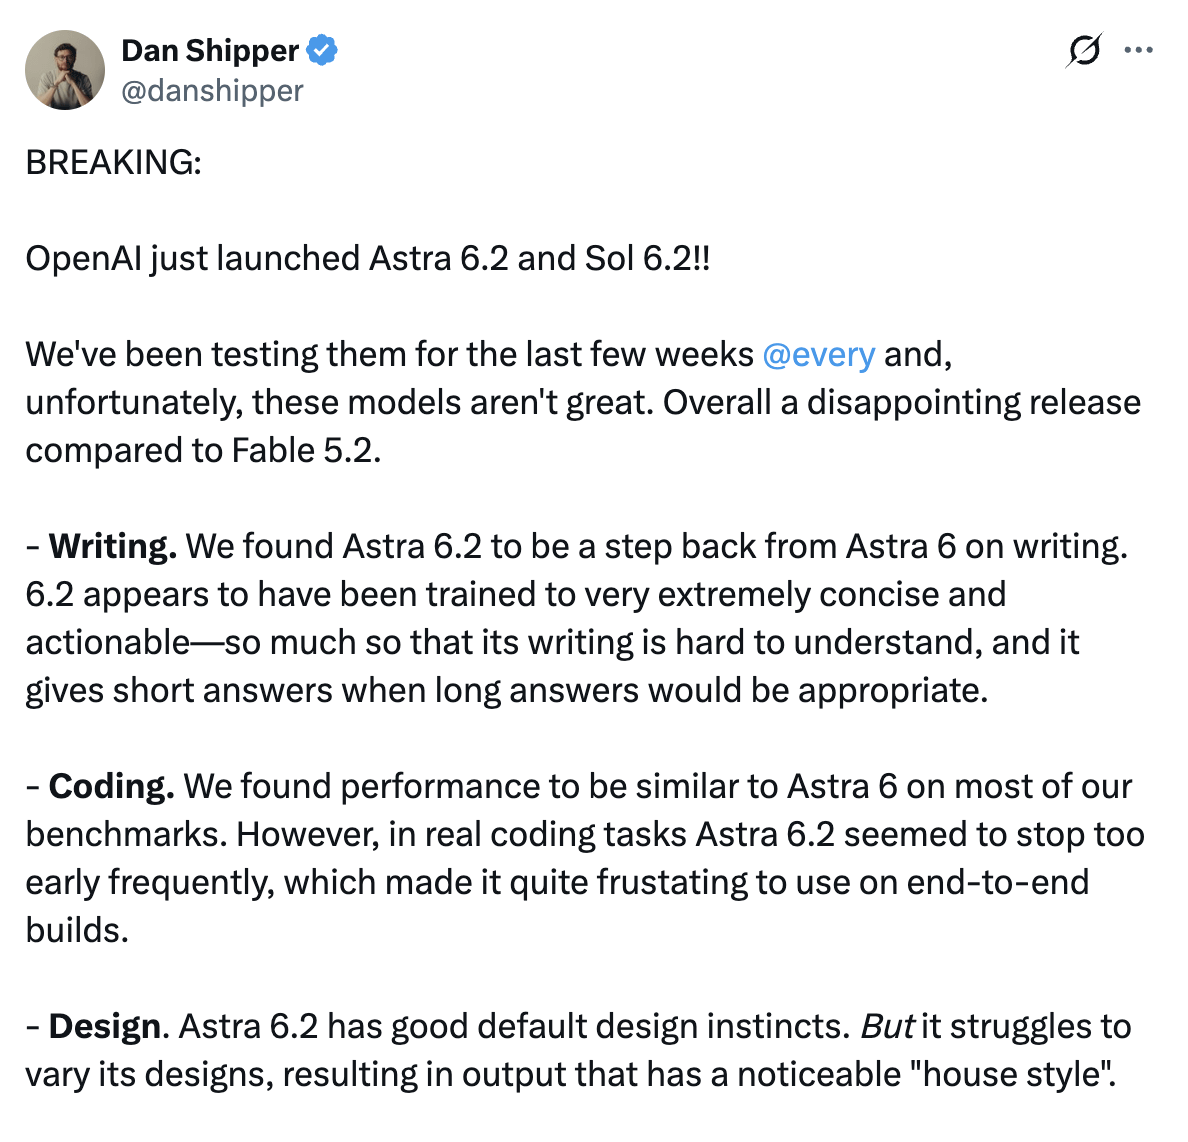 Dan Shipper
@danshipper
BREAKING:
OpenAI just launched Astra 6.2 and Sol 6.2!!
We've been testing them for the last few weeks @every and,
unfortunately, these models aren't great. Overall a disappointing release
compared to Fable 5.2.
- Writing. We found Astra 6.2 to be a step back from Astra 6 on writing.
6.2 appears to have been trained to very extremely concise and
actionable—so much so that its writing is hard to understand, and it
gives short answers when long answers would be appropriate.
- Coding. We found performance to be similar to Astra 6 on most of our
benchmarks. However, in real coding tasks Astra 6.2 seemed to stop too
early frequently, which made it quite frustating to use on end-to-end
builds.
- Design. Astra 6.2 has good default design instincts. But it struggles to
vary its designs, resulting in output that has a noticeable "house style".